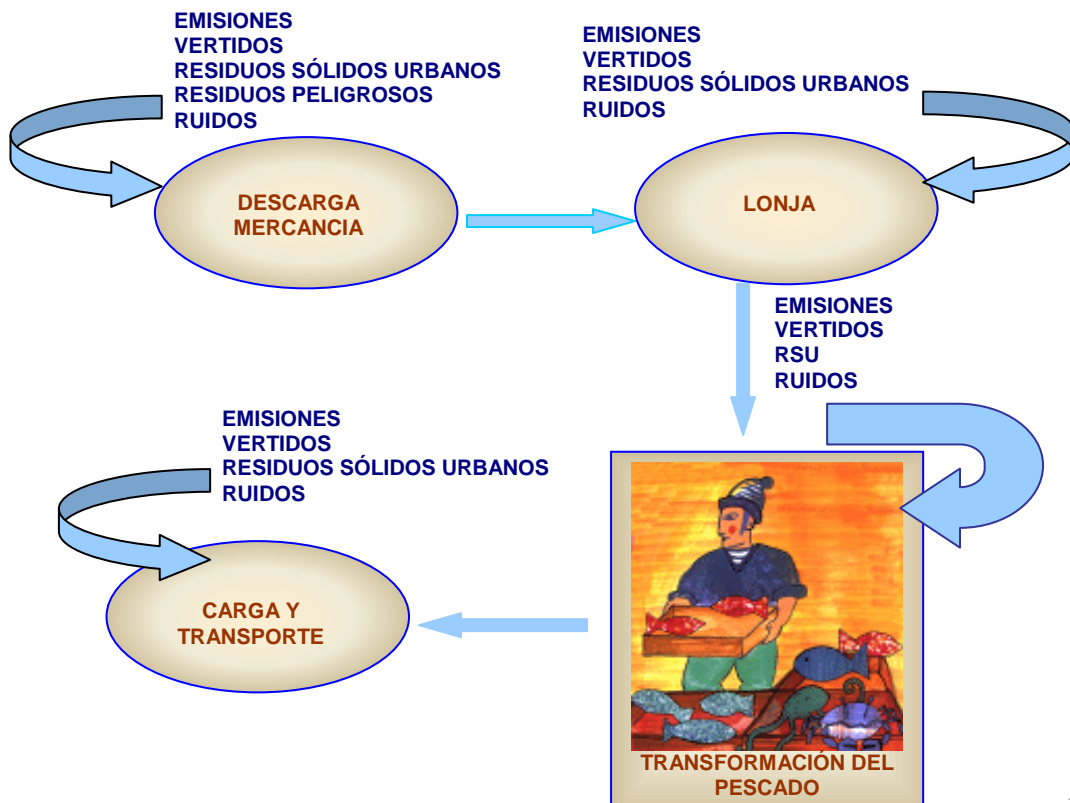 EMISIONES
VERTIDOS
RESIDUOS SÓLIDOS URBANOS
RESIDUOS PELIGROSOS
RUIDOS
DESCARGA
MERCANCIA
EMISIONES
VERTIDOS
RESIDUOS SÓLIDOS URBANOS
RUIDOS
LONJA
EMISIONES
VERTIDOS
RSU
RUIDOS
TRANSFORMACIÓN DEL
PESCADO
EMISIONES
VERTIDOS
RESIDUOS SÓLIDOS URBANOS
RUIDOS
CARGA Y
TRANSPORTE